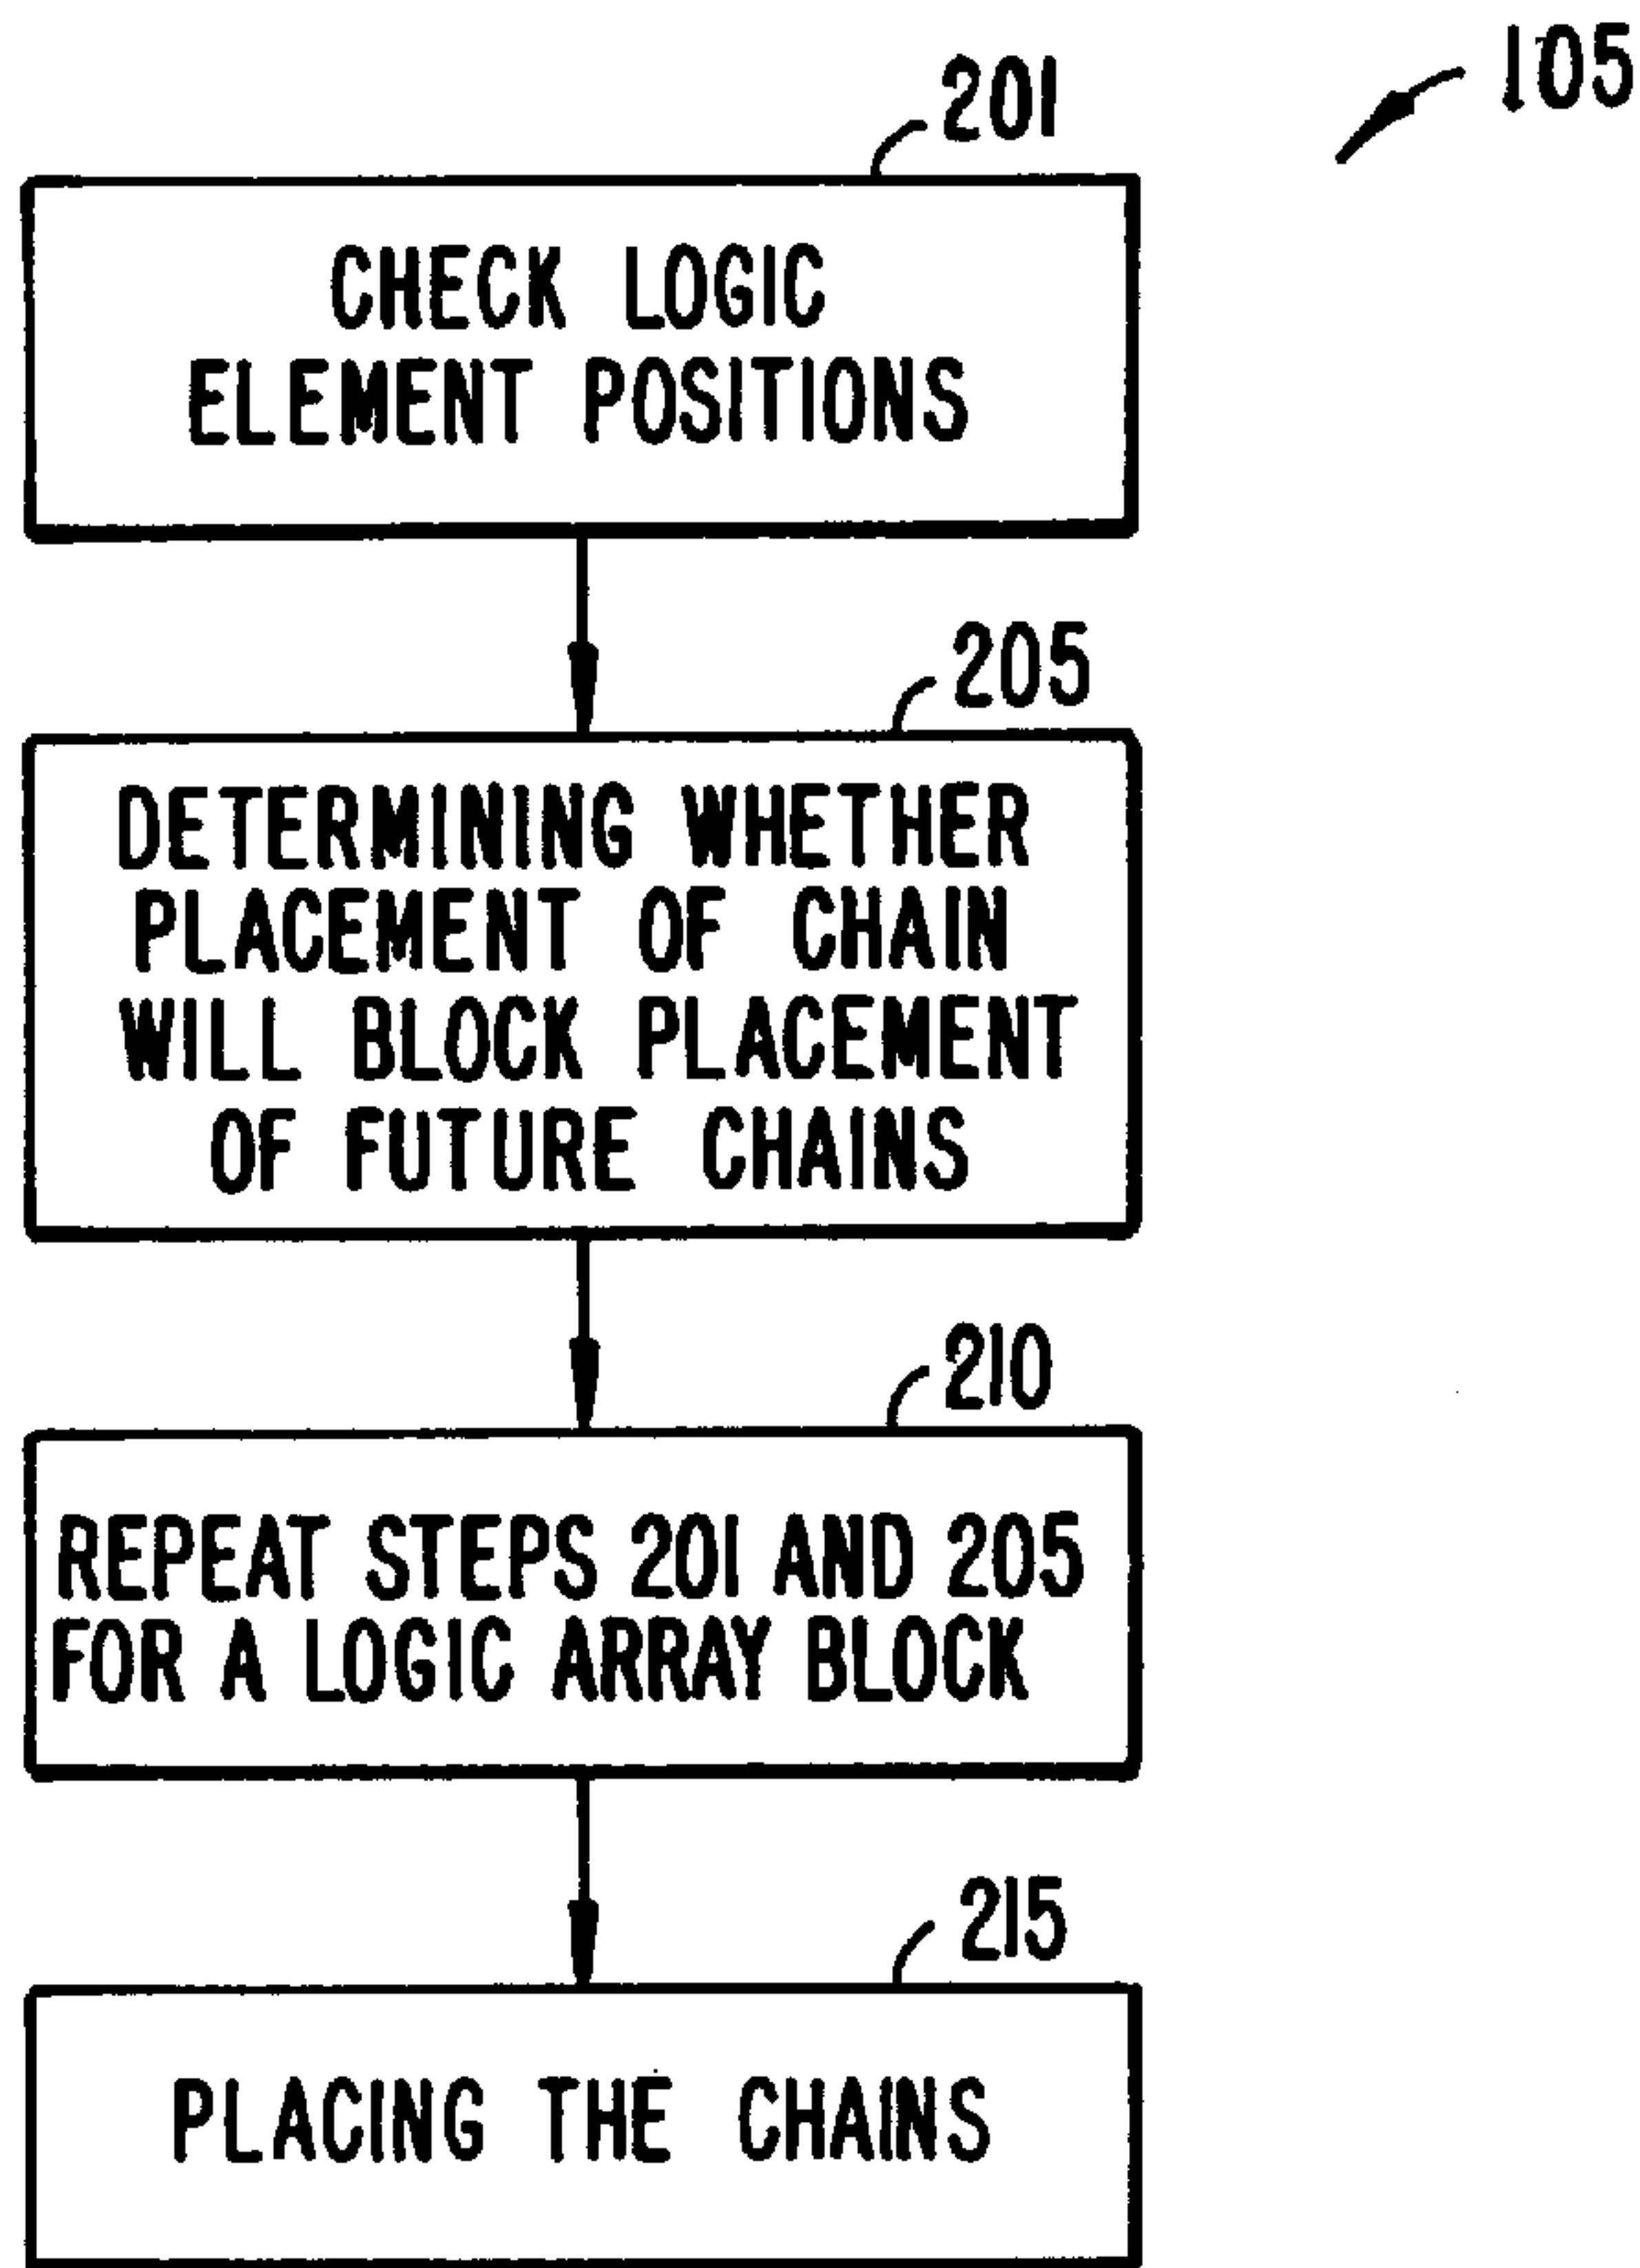 105
201
CHECK LOGIC
ELEMENT POSITIONS
205
DETERMINING WHETHER
PLACEMENT OF CHAIN
WILL BLOCK PLACEMENT
OF FUTURE CHAINS
210
REPEAT STEPS 201 AND 205
FOR A LOGIC ARRAY BLOCK
215
PLACING THE CHAINS